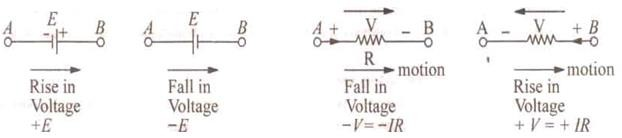 E E V V
A - + B A B A + - B A - + B
R
motion motion
Rise in Fall in Fall in Rise in
Voltage Voltage Voltage Voltage
+E −E −V= −IR + V = + IR